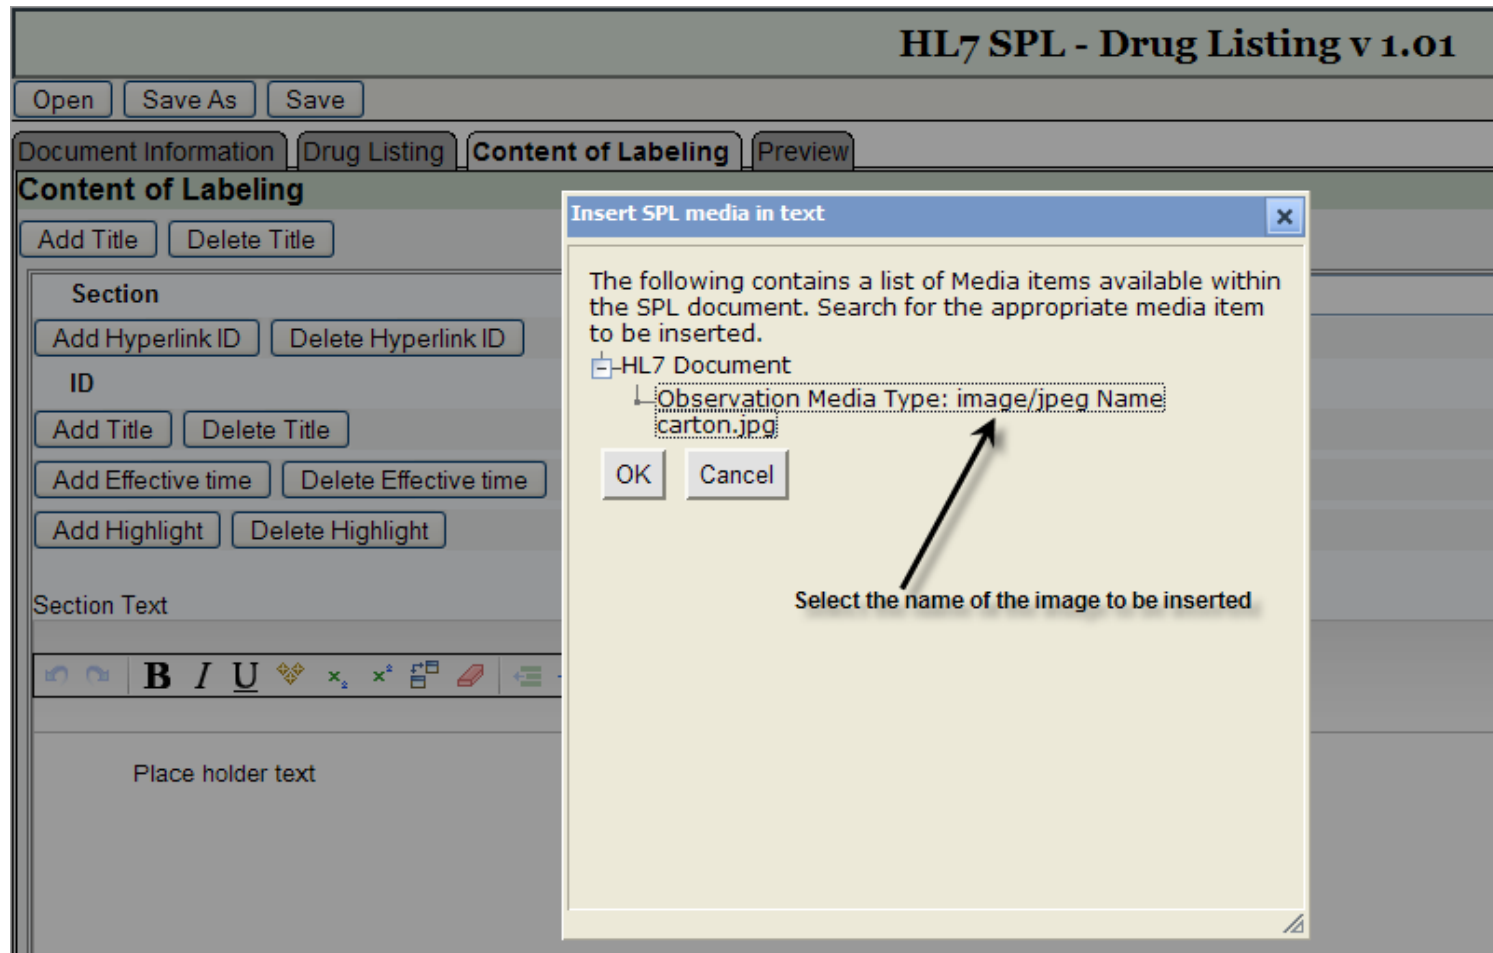 HL7 SPL - Drug Listing v 1.01
Open Save As Save
Document Information Drug Listing Content of Labeling Preview
Content of Labeling
Add Title Delete Title
Section
Add Hyperlink ID Delete Hyperlink ID
ID
Add Title Delete Title
Add Effective time Delete Effective time
Add Highlight Delete Highlight
Section Text
B I U x₂ x²
Place holder text
Insert SPL media in text
The following contains a list of Media items available within
the SPL document. Search for the appropriate media item
to be inserted.
HL7 Document
Observation Media Type: image/jpeg Name
carton.jpg
OK Cancel
Select the name of the image to be inserted